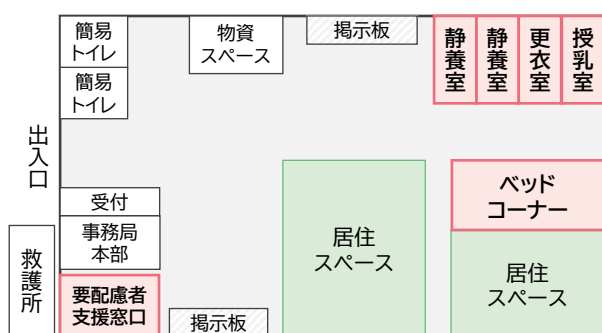 簡易
トイレ
物資
スペース
掲示板
静養室
静養室
更衣室
授乳室
簡易
トイレ
出入口
受付
事務局
本部
救護所
要配慮者
支援窓口
掲示板
居住
スペース
ベッド
コーナー
居住
スペース